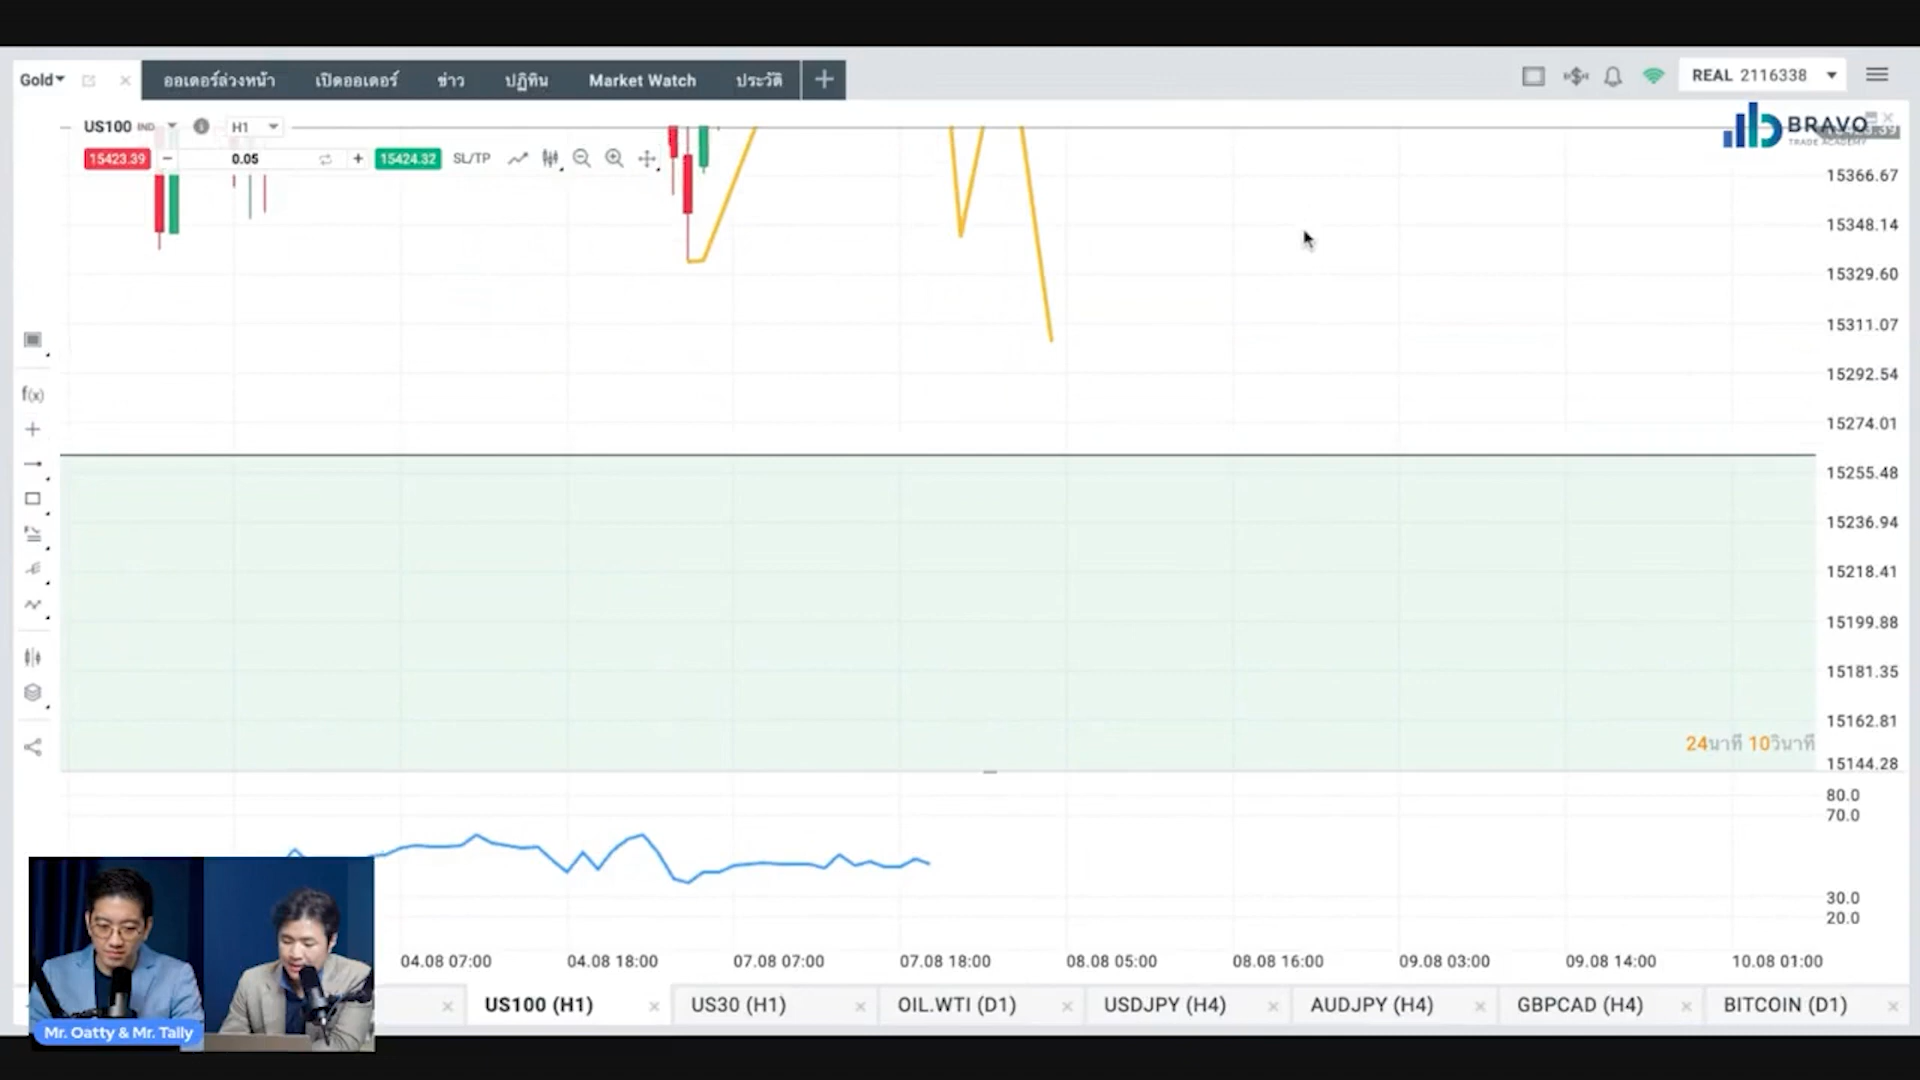 Gold
ออเดอร์ล่วงหน้า
เปิดออเดอร์
ข่าว
ปฏิทิน
Market Watch
ประวัติ
REAL 2116338
US100 IND
H1
BRAVO
TRADE ACADEMY
15423.39
0.05
15424.32
SL/TP
15366.67
15348.14
15329.60
15311.07
f(x)
15292.54
15274.01
15255.48
15236.94
15218.41
15199.88
15181.35
15162.81
24นาที 10วินาที
15144.28
80.0
70.0
30.0
20.0
04.08 07:00
04.08 18:00
07.08 07:00
07.08 18:00
08.08 05:00
08.08 16:00
09.08 03:00
09.08 14:00
10.08 01:00
US100 (H1)
US30 (H1)
OIL.WTI (D1)
USDJPY (H4)
AUDJPY (H4)
GBPCAD (H4)
BITCOIN (D1)
Mr. Oatty & Mr. Tally